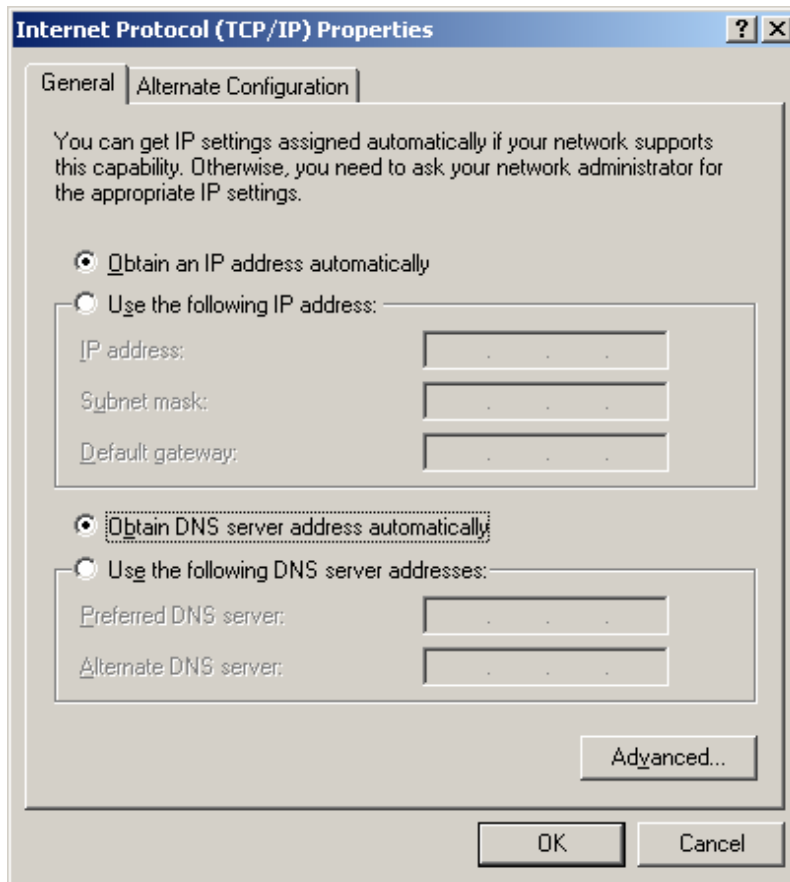 Internet Protocol (TCP/IP) Properties
General
Alternate Configuration
You can get IP settings assigned automatically if your network supports
this capability. Otherwise, you need to ask your network administrator for
the appropriate IP settings.
Obtain an IP address automatically
Use the following IP address:
IP address:
Subnet mask:
Default gateway:
Obtain DNS server address automatically
Use the following DNS server addresses:
Preferred DNS server:
Alternate DNS server:
Advanced...
OK
Cancel